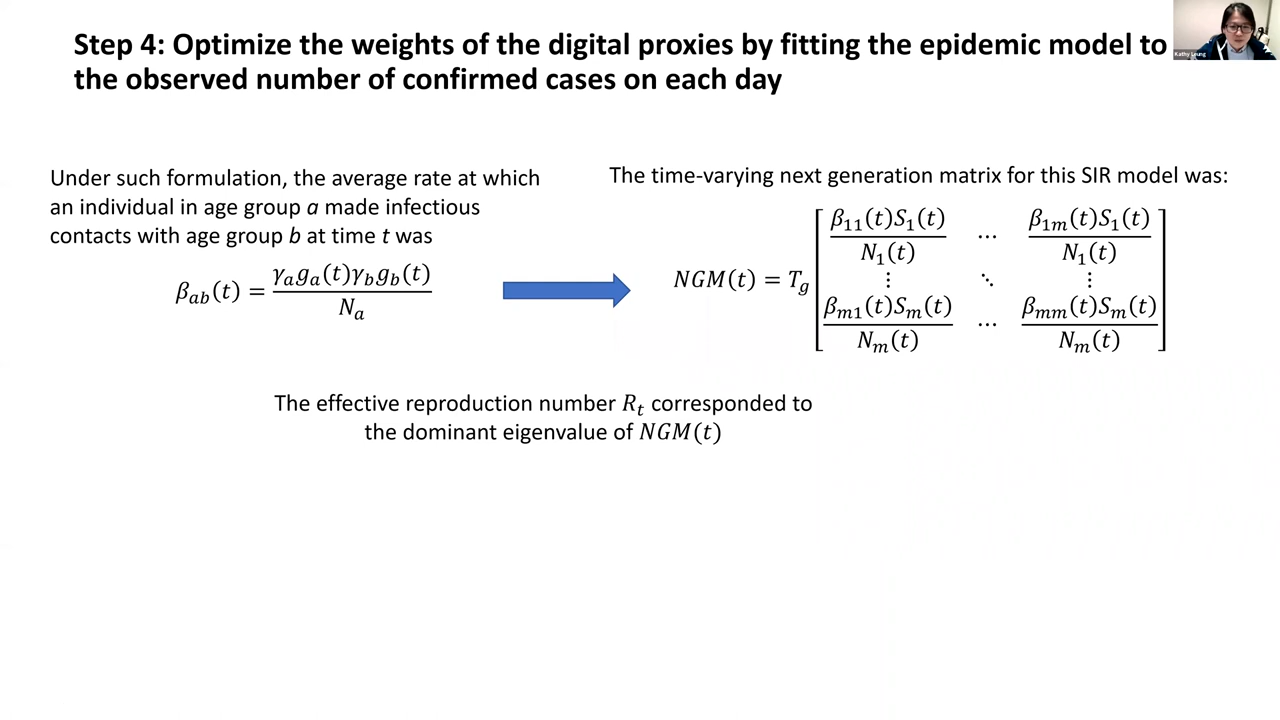 Step 4: Optimize the weights of the digital proxies by fitting the epidemic model to
the observed number of confirmed cases on each day
Kathy Leung
Under such formulation, the average rate at which
an individual in age group a made infectious
contacts with age group b at time t was
β_ab(t) = γ_a g_a(t)γ_b g_b(t) / N_a
The time-varying next generation matrix for this SIR model was:
NGM(t) = T_g [ β_11(t)S_1(t) / N_1(t) ⋯ β_1m(t)S_1(t) / N_1(t)
⋮ ⋱ ⋮
β_m1(t)S_m(t) / N_m(t) ⋯ β_mm(t)S_m(t) / N_m(t) ]
The effective reproduction number R_t corresponded to
the dominant eigenvalue of NGM(t)